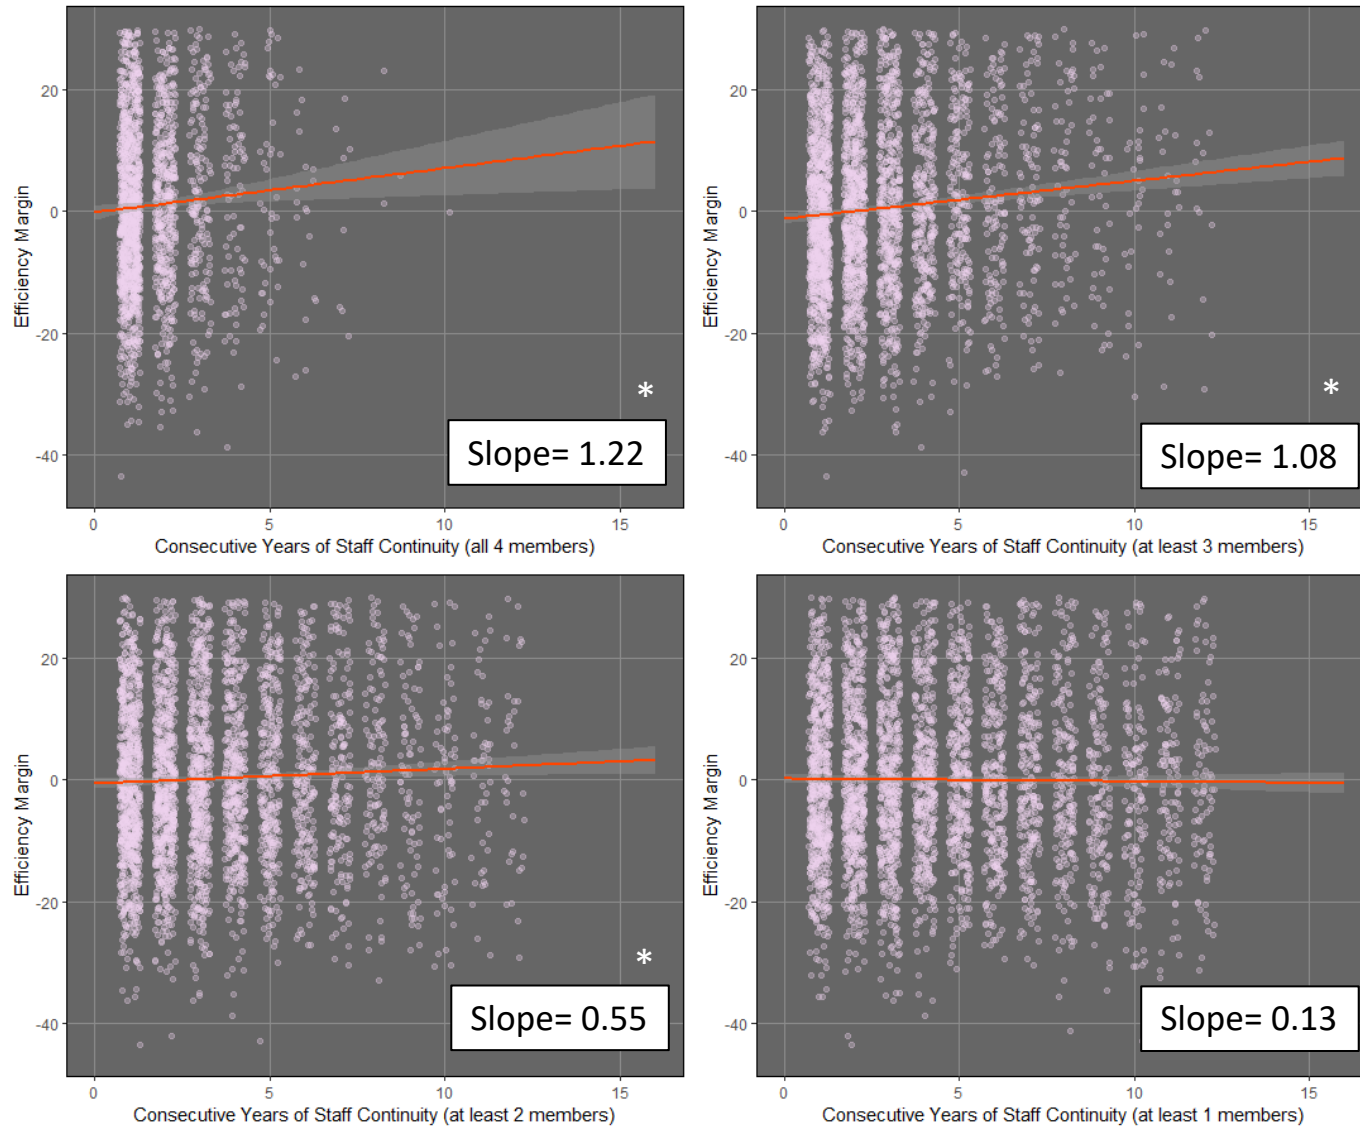 Efficiency Margin
20
0
-20
-40
*
Slope= 1.22
0
5
10
15
Consecutive Years of Staff Continuity (all 4 members)
Efficiency Margin
20
0
-20
-40
*
Slope= 1.08
0
5
10
15
Consecutive Years of Staff Continuity (at least 3 members)
Efficiency Margin
20
0
-20
-40
*
Slope= 0.55
0
5
10
15
Consecutive Years of Staff Continuity (at least 2 members)
Efficiency Margin
20
0
-20
-40
Slope= 0.13
0
5
10
15
Consecutive Years of Staff Continuity (at least 1 members)